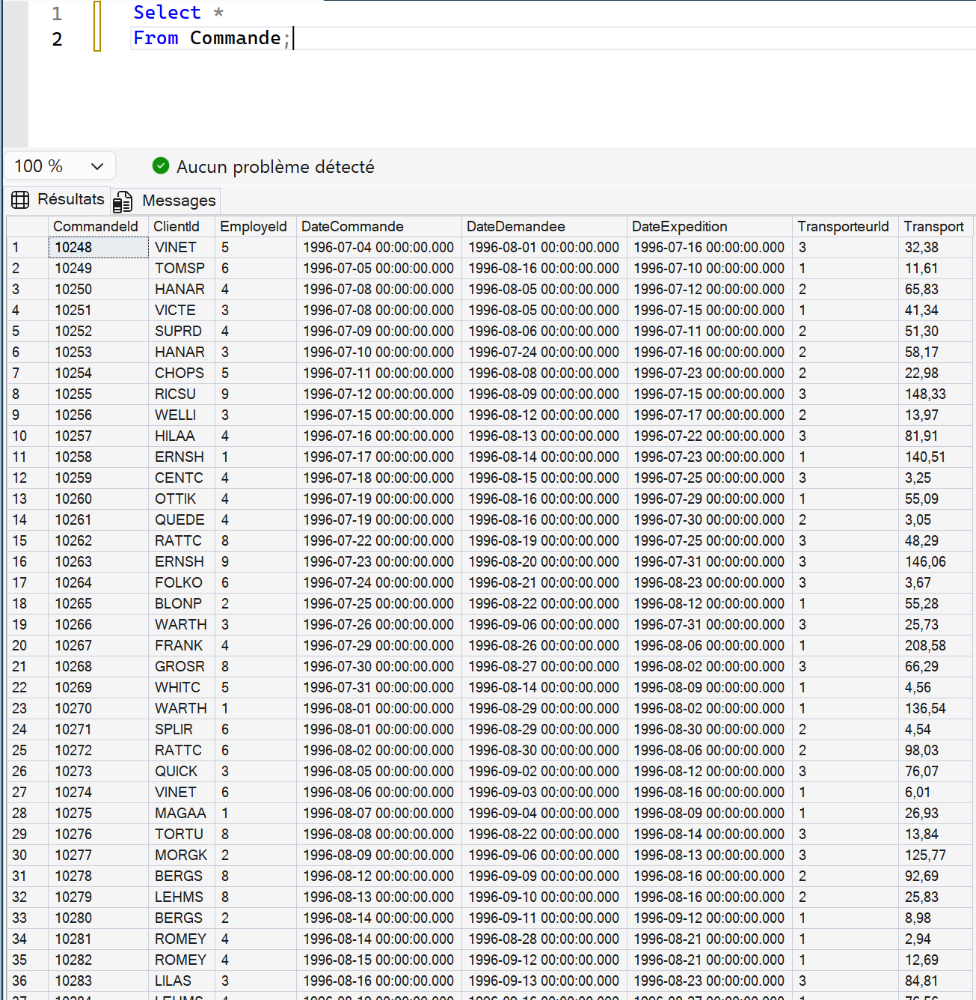 1 Select *
2 From Commande;
100 %
Aucun problème détecté
Résultats Messages
CommandeId ClientId EmployeId DateCommande DateDemandee DateExpedition TransporteurId Transport
1 10248 VINET 5 1996-07-04 00:00:00.000 1996-08-01 00:00:00.000 1996-07-16 00:00:00.000 3 32,38
2 10249 TOMSP 6 1996-07-05 00:00:00.000 1996-08-16 00:00:00.000 1996-07-10 00:00:00.000 1 11,61
3 10250 HANAR 4 1996-07-08 00:00:00.000 1996-08-05 00:00:00.000 1996-07-12 00:00:00.000 2 65,83
4 10251 VICTE 3 1996-07-08 00:00:00.000 1996-08-05 00:00:00.000 1996-07-15 00:00:00.000 1 41,34
5 10252 SUPRD 4 1996-07-09 00:00:00.000 1996-08-06 00:00:00.000 1996-07-11 00:00:00.000 2 51,30
6 10253 HANAR 3 1996-07-10 00:00:00.000 1996-07-24 00:00:00.000 1996-07-16 00:00:00.000 2 58,17
7 10254 CHOPS 5 1996-07-11 00:00:00.000 1996-08-08 00:00:00.000 1996-07-23 00:00:00.000 2 22,98
8 10255 RICSU 9 1996-07-12 00:00:00.000 1996-08-09 00:00:00.000 1996-07-15 00:00:00.000 3 148,33
9 10256 WELLI 3 1996-07-15 00:00:00.000 1996-08-12 00:00:00.000 1996-07-17 00:00:00.000 2 13,97
10 10257 HILAA 4 1996-07-16 00:00:00.000 1996-08-13 00:00:00.000 1996-07-22 00:00:00.000 3 81,91
11 10258 ERNSH 1 1996-07-17 00:00:00.000 1996-08-14 00:00:00.000 1996-07-23 00:00:00.000 1 140,51
12 10259 CENTC 4 1996-07-18 00:00:00.000 1996-08-15 00:00:00.000 1996-07-25 00:00:00.000 3 3,25
13 10260 OTTIK 4 1996-07-19 00:00:00.000 1996-08-16 00:00:00.000 1996-07-29 00:00:00.000 1 55,09
14 10261 QUEDE 4 1996-07-19 00:00:00.000 1996-08-16 00:00:00.000 1996-07-30 00:00:00.000 2 3,05
15 10262 RATTC 8 1996-07-22 00:00:00.000 1996-08-19 00:00:00.000 1996-07-25 00:00:00.000 3 48,29
16 10263 ERNSH 9 1996-07-23 00:00:00.000 1996-08-20 00:00:00.000 1996-07-31 00:00:00.000 3 146,06
17 10264 FOLKO 6 1996-07-24 00:00:00.000 1996-08-21 00:00:00.000 1996-08-23 00:00:00.000 3 3,67
18 10265 BLONP 2 1996-07-25 00:00:00.000 1996-08-22 00:00:00.000 1996-08-12 00:00:00.000 1 55,28
19 10266 WARTH 3 1996-07-26 00:00:00.000 1996-09-06 00:00:00.000 1996-07-31 00:00:00.000 3 25,73
20 10267 FRANK 4 1996-07-29 00:00:00.000 1996-08-26 00:00:00.000 1996-08-06 00:00:00.000 1 208,58
21 10268 GROSR 8 1996-07-30 00:00:00.000 1996-08-27 00:00:00.000 1996-08-02 00:00:00.000 3 66,29
22 10269 WHITC 5 1996-07-31 00:00:00.000 1996-08-14 00:00:00.000 1996-08-09 00:00:00.000 1 4,56
23 10270 WARTH 1 1996-08-01 00:00:00.000 1996-08-29 00:00:00.000 1996-08-02 00:00:00.000 1 136,54
24 10271 SPLIR 6 1996-08-01 00:00:00.000 1996-08-29 00:00:00.000 1996-08-30 00:00:00.000 2 4,54
25 10272 RATTC 6 1996-08-02 00:00:00.000 1996-08-30 00:00:00.000 1996-08-06 00:00:00.000 2 98,03
26 10273 QUICK 3 1996-08-05 00:00:00.000 1996-09-02 00:00:00.000 1996-08-12 00:00:00.000 3 76,07
27 10274 VINET 6 1996-08-06 00:00:00.000 1996-09-03 00:00:00.000 1996-08-16 00:00:00.000 1 6,01
28 10275 MAGAA 1 1996-08-07 00:00:00.000 1996-09-04 00:00:00.000 1996-08-09 00:00:00.000 1 26,93
29 10276 TORTU 8 1996-08-08 00:00:00.000 1996-08-22 00:00:00.000 1996-08-14 00:00:00.000 3 13,84
30 10277 MORGK 2 1996-08-09 00:00:00.000 1996-09-06 00:00:00.000 1996-08-13 00:00:00.000 3 125,77
31 10278 BERGS 8 1996-08-12 00:00:00.000 1996-09-09 00:00:00.000 1996-08-16 00:00:00.000 2 92,69
32 10279 LEHMS 8 1996-08-13 00:00:00.000 1996-09-10 00:00:00.000 1996-08-16 00:00:00.000 2 25,83
33 10280 BERGS 2 1996-08-14 00:00:00.000 1996-09-11 00:00:00.000 1996-09-12 00:00:00.000 1 8,98
34 10281 ROMEY 4 1996-08-14 00:00:00.000 1996-08-28 00:00:00.000 1996-08-21 00:00:00.000 1 2,94
35 10282 ROMEY 4 1996-08-15 00:00:00.000 1996-09-12 00:00:00.000 1996-08-21 00:00:00.000 1 12,69
36 10283 LILAS 3 1996-08-16 00:00:00.000 1996-09-13 00:00:00.000 1996-08-23 00:00:00.000 3 84,81